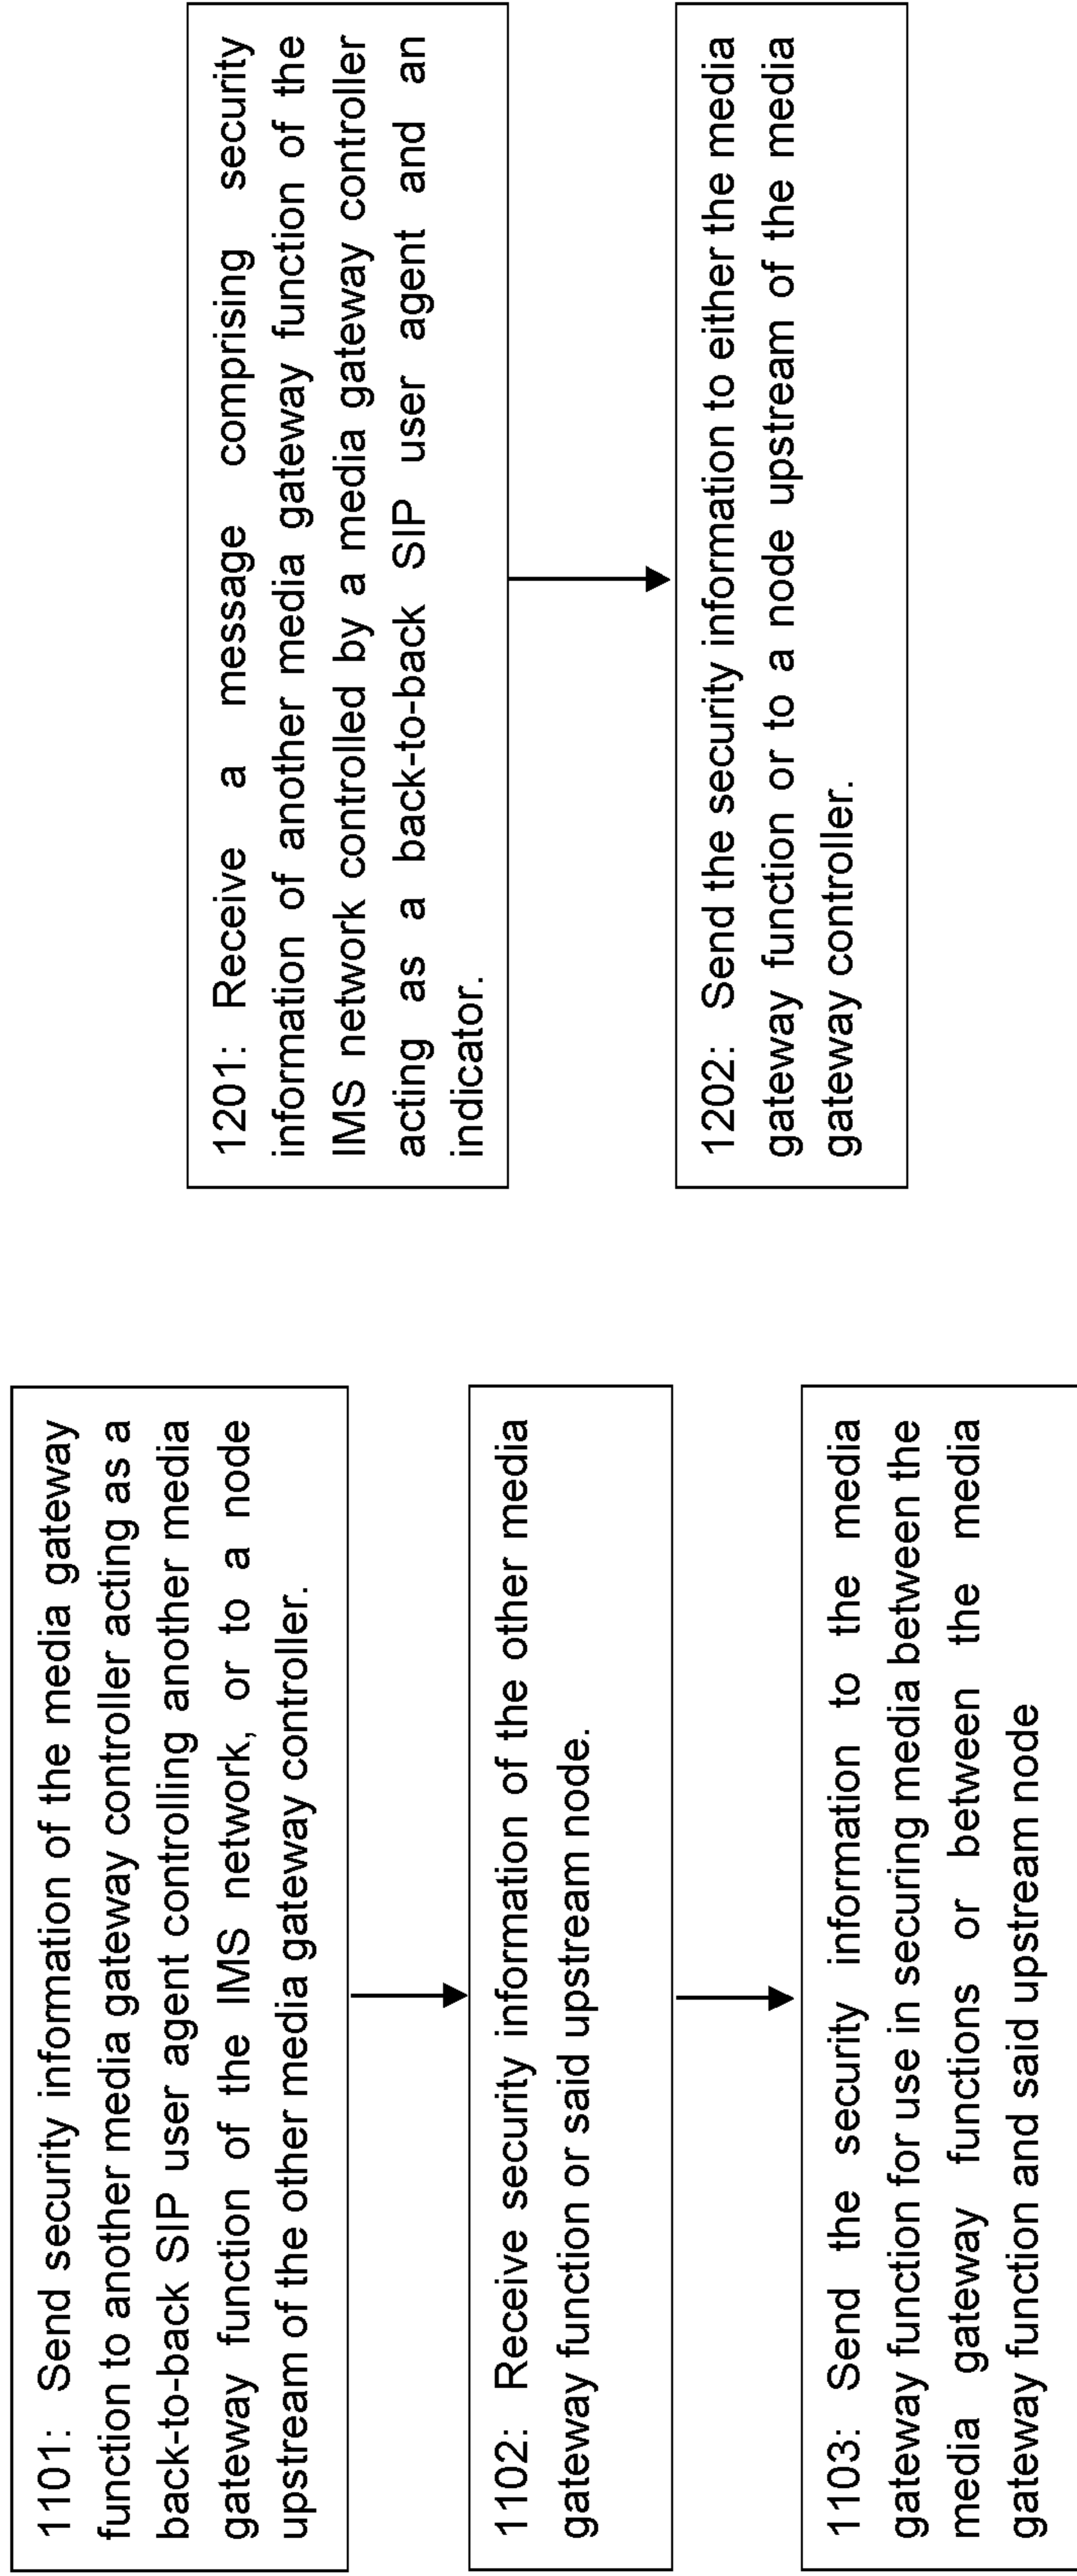 1101: Send security information of the media gateway
function to another media gateway controller acting as a
back-to-back SIP user agent controlling another media
gateway function of the IMS network, or to a node
upstream of the other media gateway controller.
1102: Receive security information of the other media
gateway function or said upstream node.
1103: Send the security information to the media
gateway function for use in securing media between the
media gateway functions or between the media
gateway function and said upstream node
1201: Receive a message comprising security
information of another media gateway function of the
IMS network controlled by a media gateway controller
acting as a back-to-back SIP user agent and an
indicator.
1202: Send the security information to either the media
gateway function or to a node upstream of the media
gateway controller.